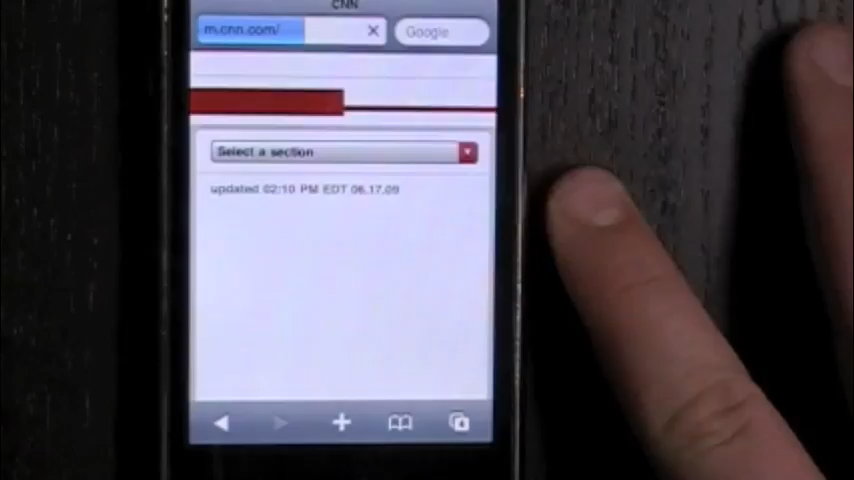 CNN
m.cnn.com/
Google
Select a section
updated 02:10 PM EDT 06.17.09